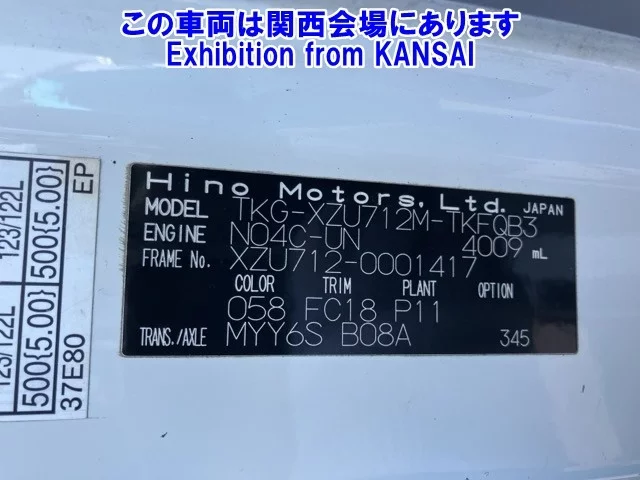 この車両は関西会場にあります
Exhibition from KANSAI
Hino Motors, Ltd. JAPAN
MODEL TKG-XZU712M-TKFQB3
ENGINE N04C-UN 4009 mL
FRAME No. XZU712-0001417
COLOR TRIM PLANT OPTION
058 FC18 P11
TRANS./AXLE MYY6S B08A 345
123/122L
500{5.00}
500{5.00}
EP
123/122L
500{5.00}
500{5.00}
37E80